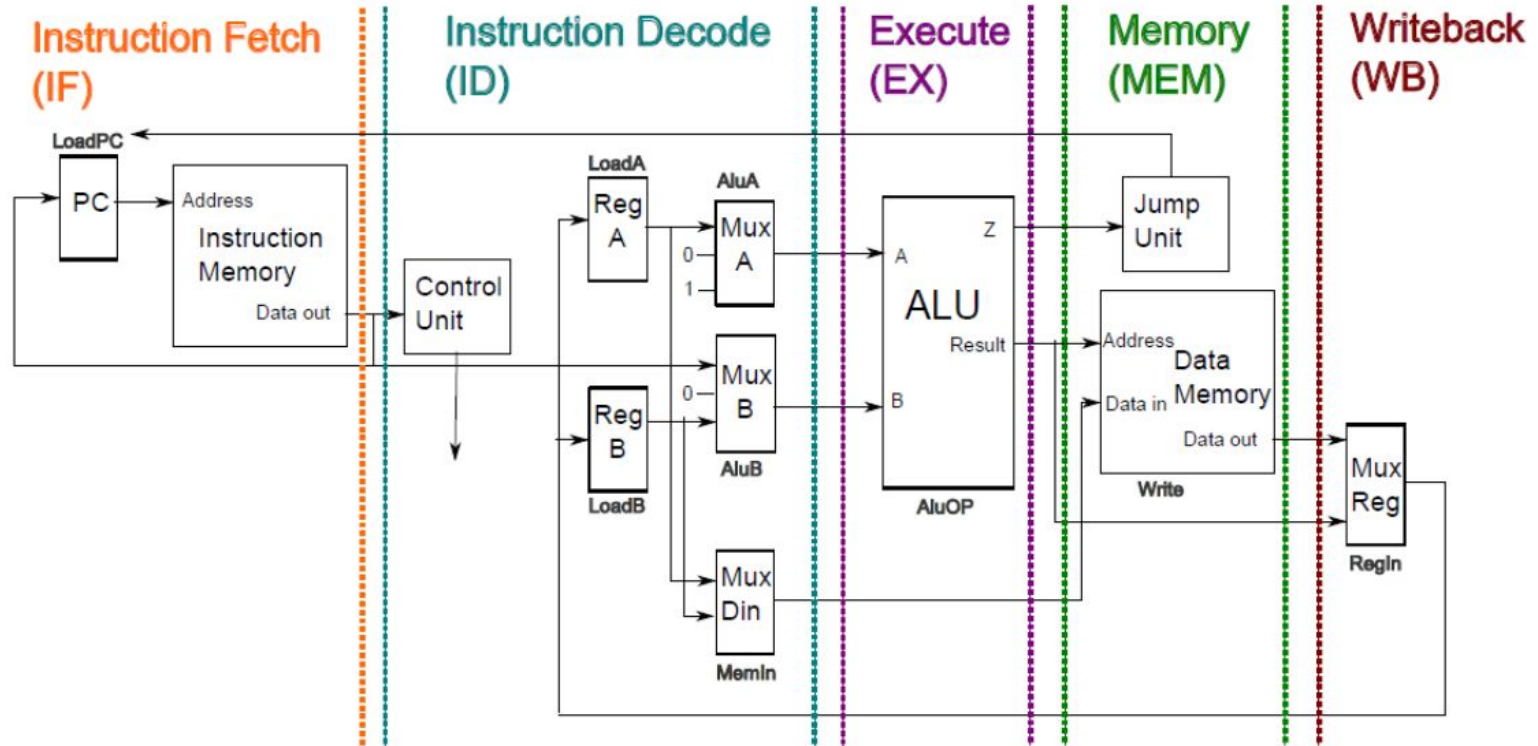 Instruction Fetch
(IF)
Instruction Decode
(ID)
Execute
(EX)
Memory
(MEM)
Writeback
(WB)
LoadPC
PC
Address
Instruction
Memory
Data out
Control
Unit
LoadA
Reg
A
Reg
B
LoadB
AluA
Mux
A
0
1
Mux
B
0
AluB
Mux
Din
MemIn
A
B
Z
ALU
Result
AluOP
Jump
Unit
Address
Data
Memory
Data in
Data out
Write
Mux
Reg
RegIn